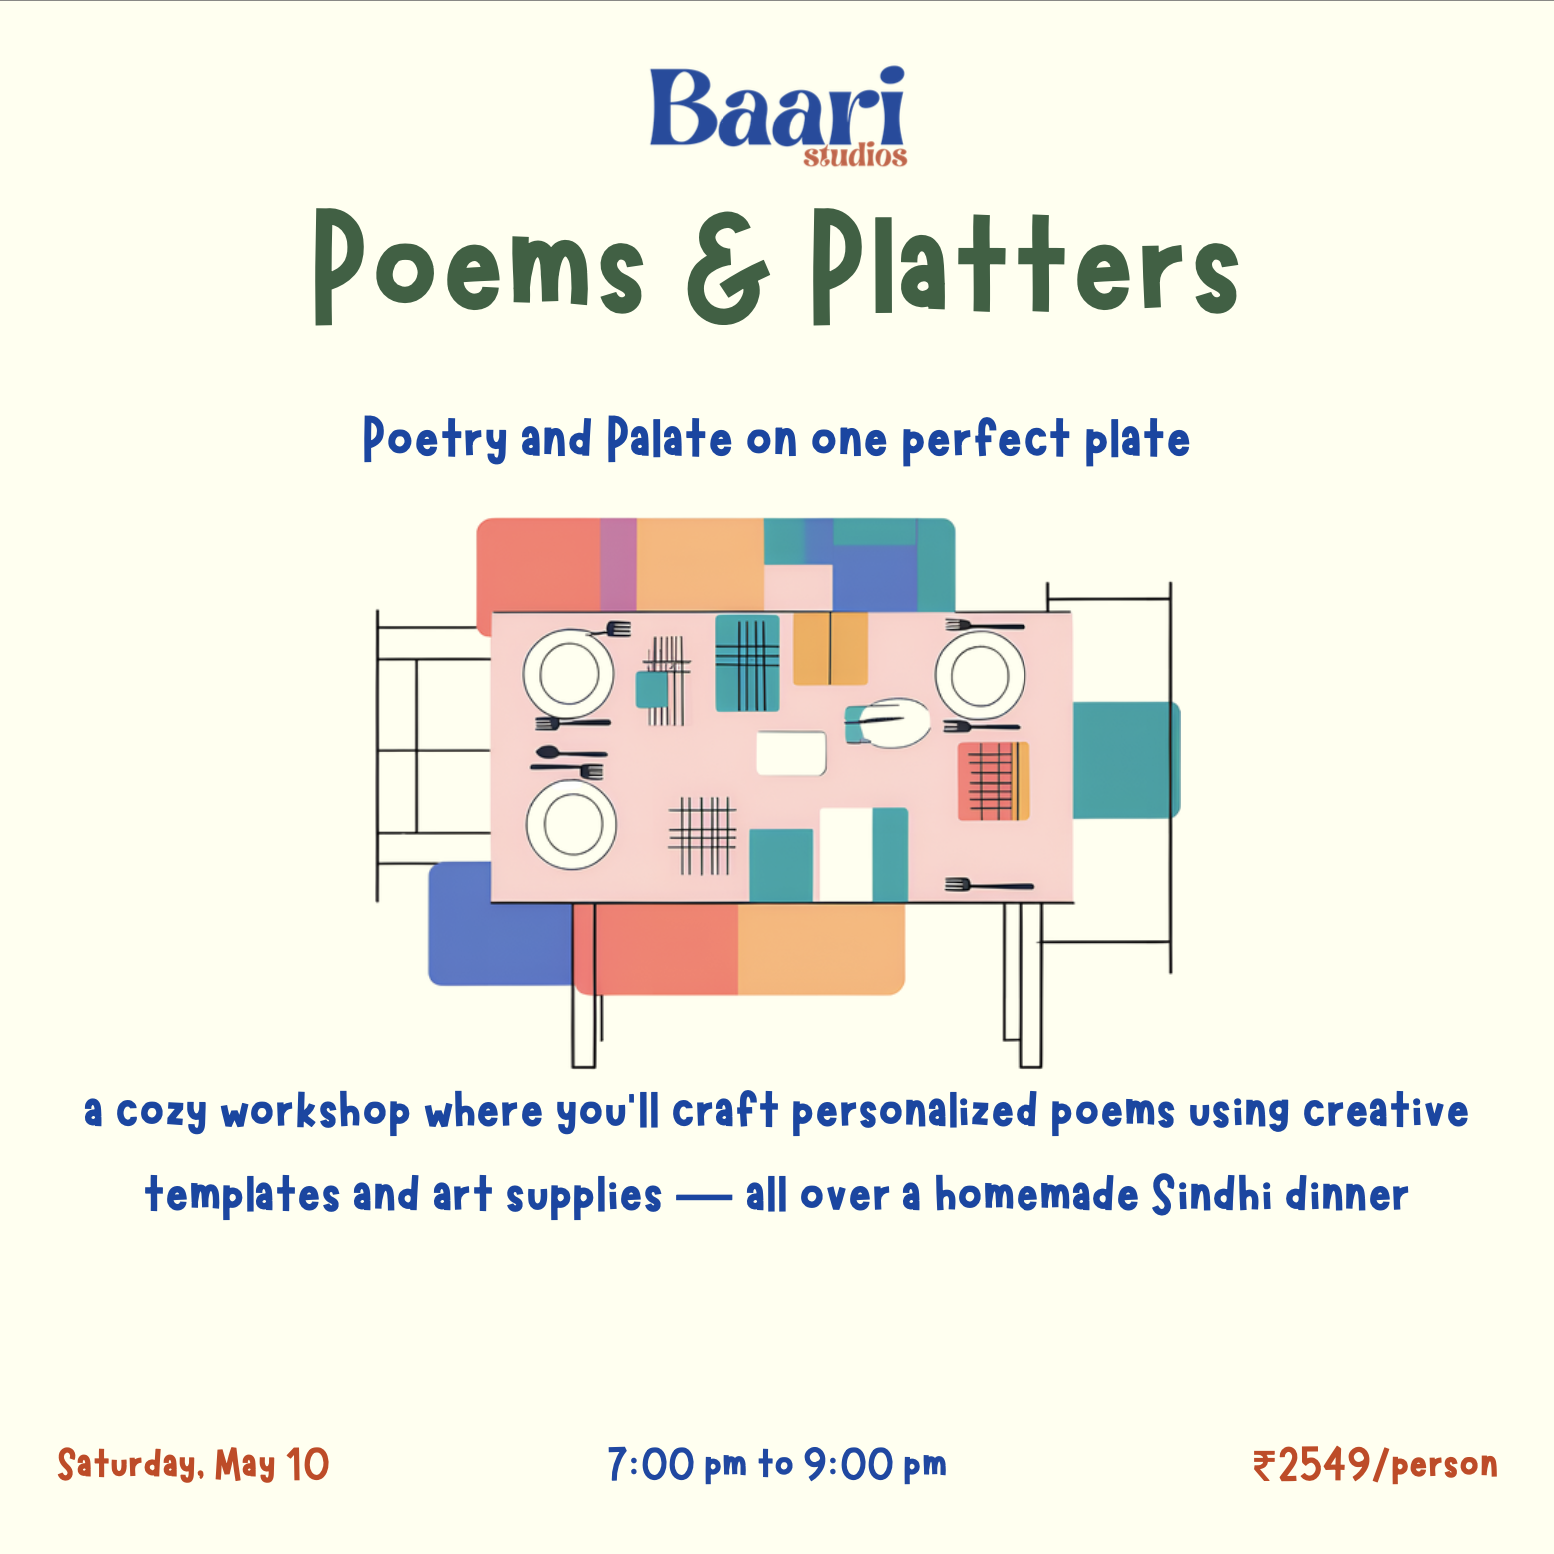 Baari
studios
Poems & Platters
Poetry and Palate on one perfect plate
a cozy workshop where you'll craft personalized poems using creative
templates and art supplies — all over a homemade Sindhi dinner
Saturday, May 10
7:00 pm to 9:00 pm
₹2549/person